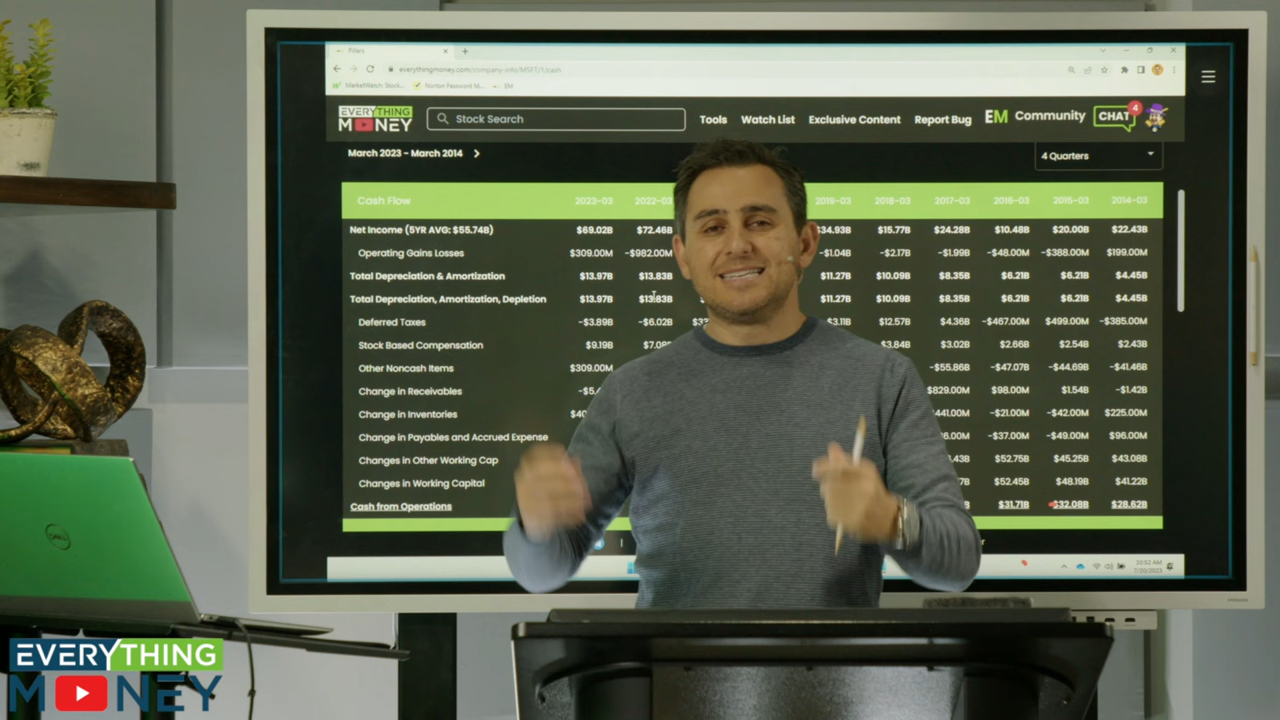 Pillars
everythingmoney.com/company-info/MSFT/1/cash
MarketWatch: Stock... Norton Password M... EM
EVERYTHING
MONEY
Stock Search
Tools Watch List Exclusive Content Report Bug EM Community CHAT 4
March 2023 - March 2014
4 Quarters
Cash Flow 2023-03 2022-03 2019-03 2018-03 2017-03 2016-03 2015-03 2014-03
Net Income (5YR AVG: $55.74B) $69.02B $72.46B $34.93B $15.77B $24.28B $10.48B $20.00B $22.43B
Operating Gains Losses $309.00M -$982.00M -$1.04B -$2.17B -$1.99B -$48.00M -$388.00M $199.00M
Total Depreciation & Amortization $13.97B $13.83B $11.27B $10.09B $8.35B $6.21B $6.21B $4.45B
Total Depreciation, Amortization, Depletion $13.97B $13.83B $11.27B $10.09B $8.35B $6.21B $6.21B $4.45B
Deferred Taxes -$3.89B -$6.02B $3.11B $12.57B $4.36B -$467.00M $499.00M -$385.00M
Stock Based Compensation $9.19B $7.08B $3.84B $3.02B $2.66B $2.54B $2.43B
Other Noncash Items $309.00M -$55.86B -$47.07B -$44.69B -$41.46B
Change in Receivables $829.00M $98.00M $1.54B -$1.42B
Change in Inventories -$21.00M -$42.00M $225.00M
Change in Payables and Accrued Expense -$37.00M -$49.00M $96.00M
Changes in Other Working Cap $52.75B $45.25B $43.08B
Changes in Working Capital $52.45B $48.19B $41.22B
Cash from Operations $31.71B $32.08B $28.62B
10:52 AM
7/20/2023
DELL
EVERYTHING
MONEY